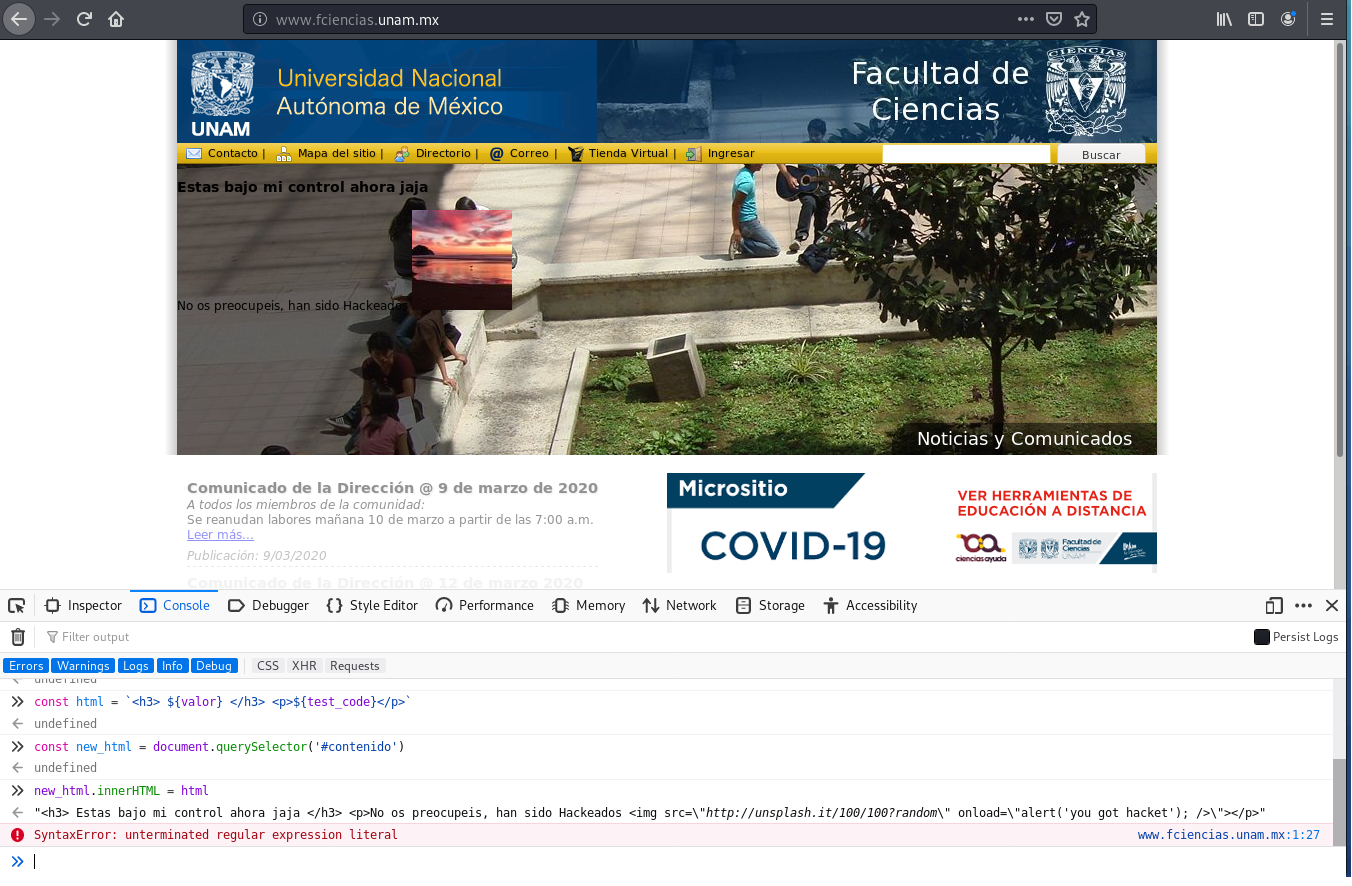 www.fciencias.unam.mx
Universidad Nacional
Autónoma de México
UNAM
Facultad de
Ciencias
CIENCIAS
Contacto | Mapa del sitio | Directorio | Correo | Tienda Virtual | Ingresar
Buscar
Estas bajo mi control ahora jaja
No os preocupeis, han sido Hackeados
Noticias y Comunicados
Comunicado de la Dirección @ 9 de marzo de 2020
A todos los miembros de la comunidad:
Se reanudan labores mañana 10 de marzo a partir de las 7:00 a.m.
Leer más...
Publicación: 9/03/2020
Comunicado de la Dirección @ 12 de marzo 2020
Micrositio
COVID-19
VER HERRAMIENTAS DE
EDUCACIÓN A DISTANCIA
cienciasayuda
Facultad de
Ciencias
UNAM
Inspector Console Debugger Style Editor Performance Memory Network Storage Accessibility
Filter output
Persist Logs
Errors Warnings Logs Info Debug CSS XHR Requests
undefined
const html = `<h3> ${valor} </h3> <p>${test_code}</p>`
undefined
const new_html = document.querySelector('#contenido')
undefined
new_html.innerHTML = html
"<h3> Estas bajo mi control ahora jaja </h3> <p>No os preocupeis, han sido Hackeados <img src=\"http://unsplash.it/100/100?random\" onload=\"alert('you got hacket'); />\"></p>"
SyntaxError: unterminated regular expression literal
www.fciencias.unam.mx:1:27